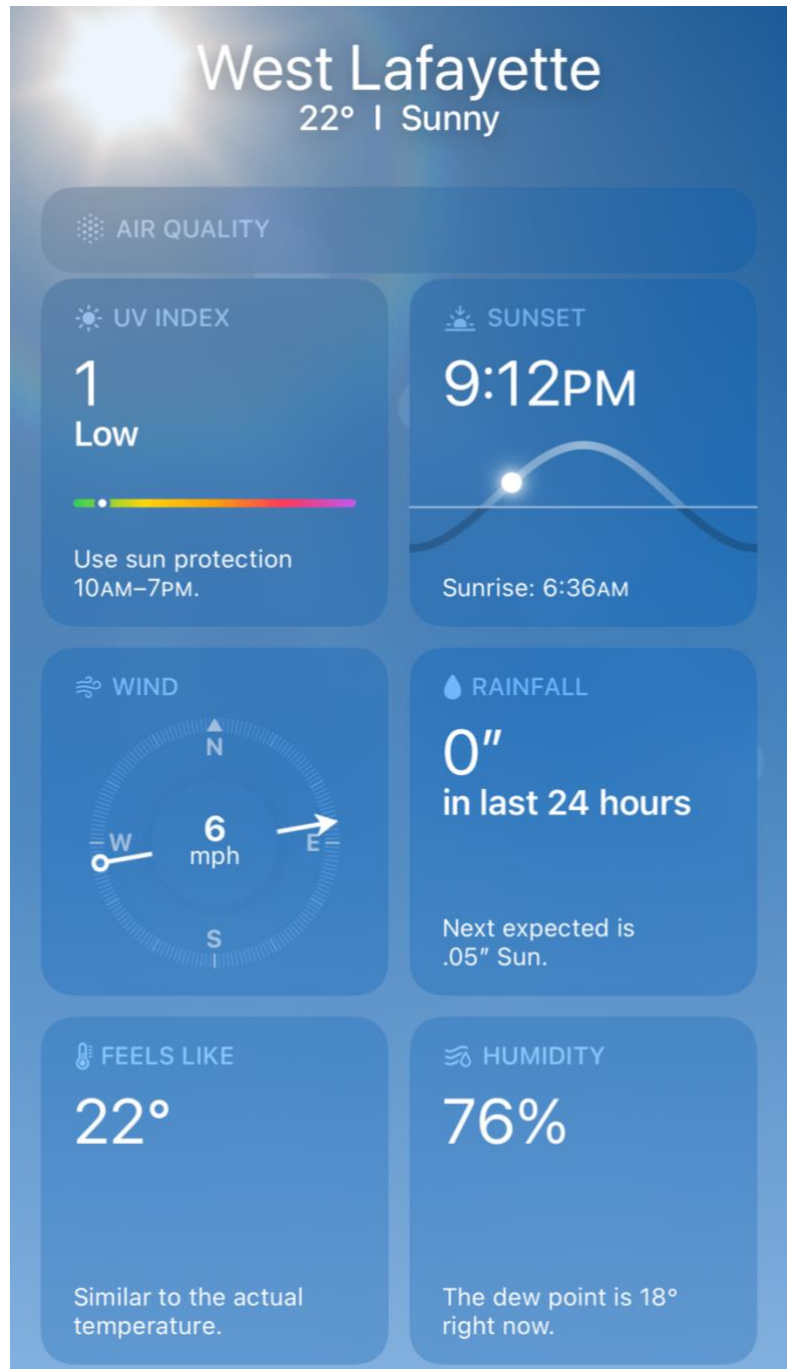 West Lafayette
22° | Sunny
AIR QUALITY
UV INDEX
1
Low
Use sun protection
10AM–7PM.
SUNSET
9:12PM
Sunrise: 6:36AM
WIND
N
W
6
mph
E
S
RAINFALL
0"
in last 24 hours
Next expected is
.05" Sun.
FEELS LIKE
22°
Similar to the actual
temperature.
HUMIDITY
76%
The dew point is 18°
right now.